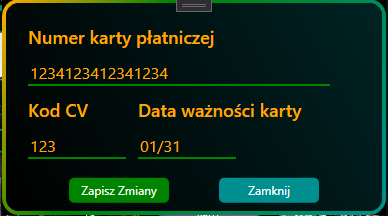 Numer karty płatniczej
1234123412341234
Kod CV Data ważności karty
123 01/31
Zapisz Zmiany Zamknij